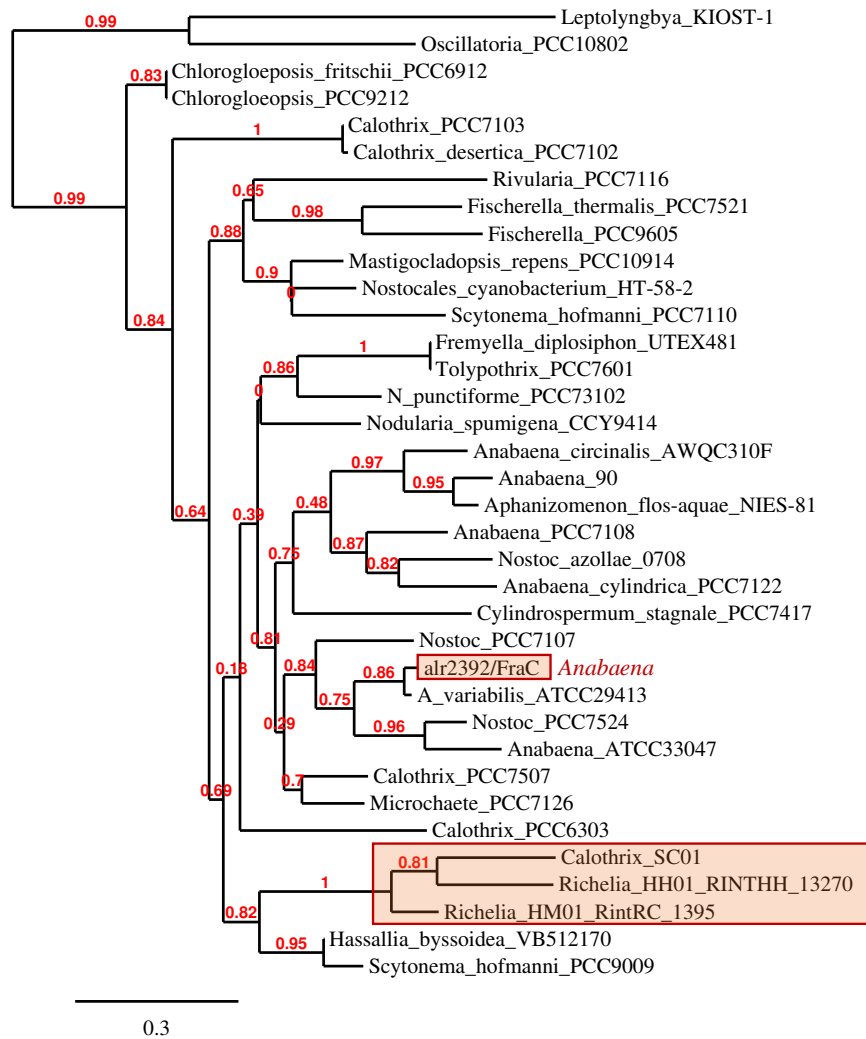 Leptolyngbya_KIOST-1
0.99
Oscillatoria_PCC10802
Chlorogloeposis_fritschii_PCC6912
0.83
Chlorogloeopsis_PCC9212
Calothrix_PCC7103
1
Calothrix_desertica_PCC7102
Rivularia_PCC7116
0.65
0.99
Fischerella_thermalis_PCC7521
0.98
0.88
Fischerella_PCC9605
Mastigocladopsis_repens_PCC10914
0.9
Nostocales_cyanobacterium_HT-58-2
0
Scytonema_hofmanni_PCC7110
0.84
Fremyella_diplosiphon_UTEX481
1
Tolypothrix_PCC7601
0.86
0
N_punctiforme_PCC73102
Nodularia_spumigena_CCY9414
Anabaena_circinalis_AWQC310F
0.97
Anabaena_90
0.95
Aphanizomenon_flos-aquae_NIES-81
0.48
0.64
0.39
Anabaena_PCC7108
0.87
Nostoc_azollae_0708
0.75
0.82
Anabaena_cylindrica_PCC7122
Cylindrospermum_stagnale_PCC7417
0.81
Nostoc_PCC7107
0.18
0.84
alr2392/FraC Anabaena
0.86
A_variabilis_ATCC29413
0.75
Nostoc_PCC7524
0.29
0.96
Anabaena_ATCC33047
Calothrix_PCC7507
0.7
0.69
Microchaete_PCC7126
Calothrix_PCC6303
Calothrix_SC01
0.81
1
Richelia_HH01_RINTHH_13270
Richelia_HM01_RintRC_1395
0.82
Hassallia_byssoidea_VB512170
0.95
Scytonema_hofmanni_PCC9009
0.3